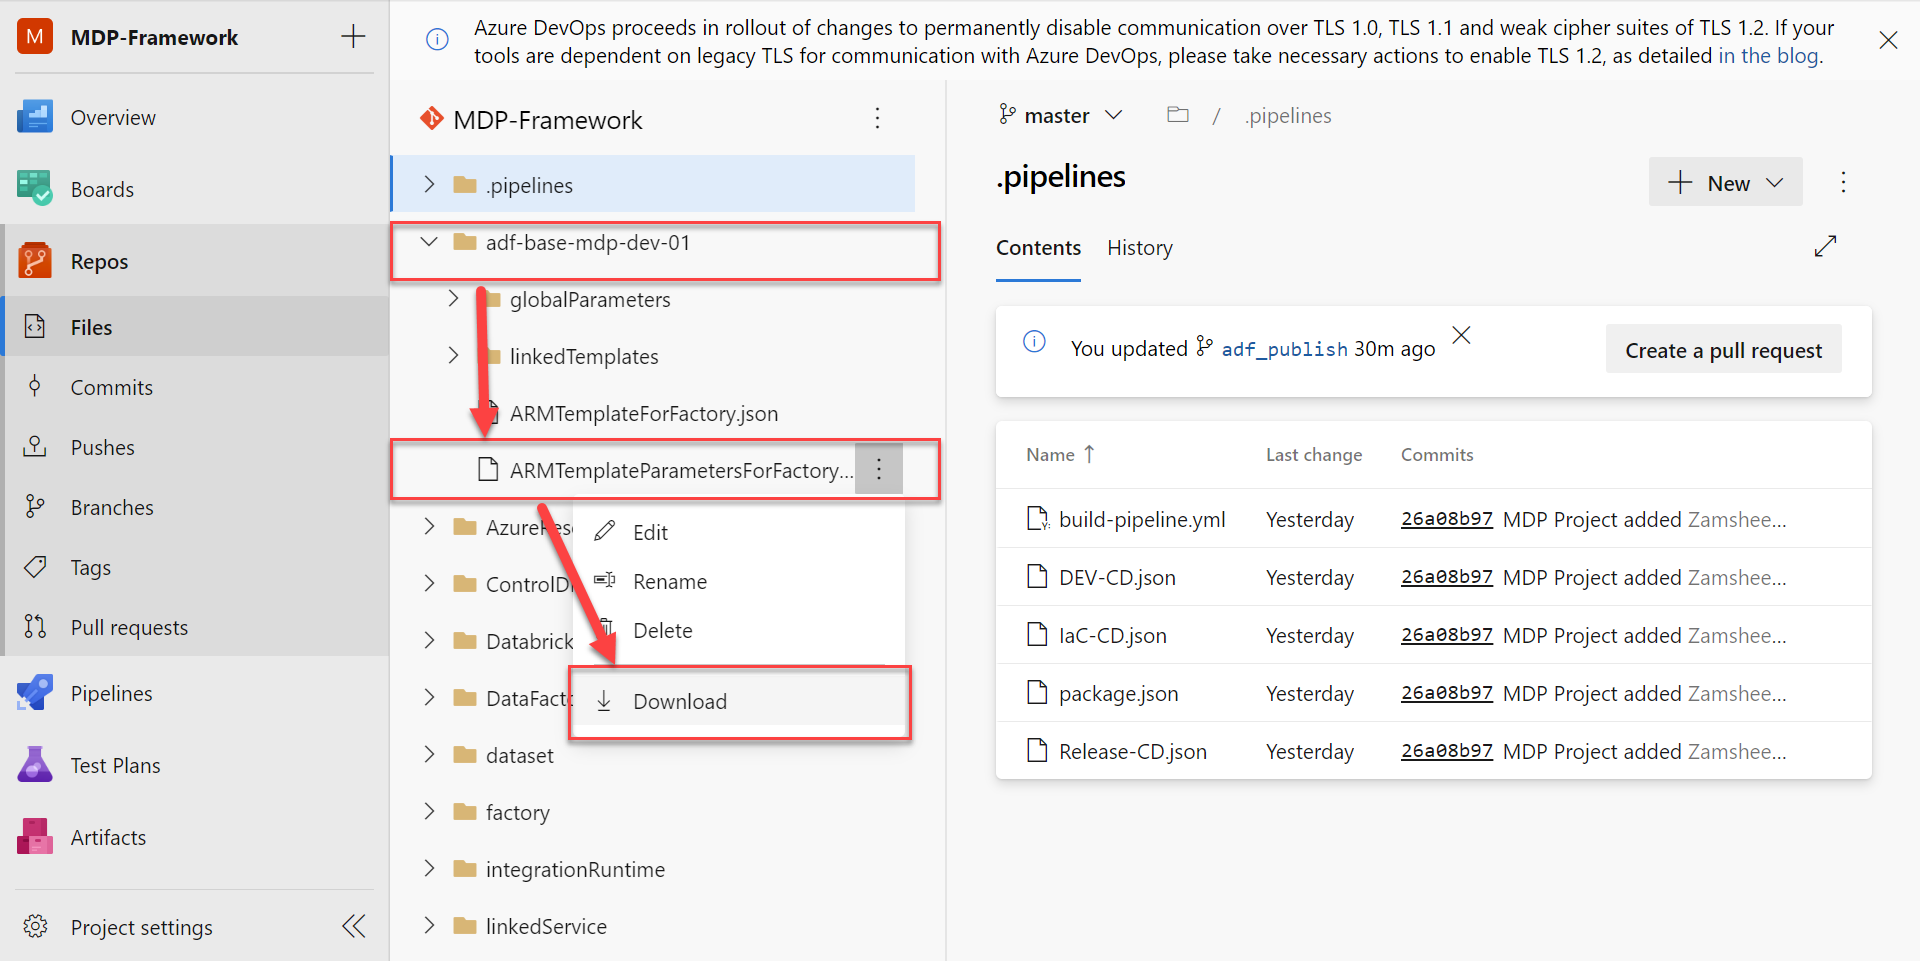 M
MDP-Framework
Overview
Boards
Repos
Files
Commits
Pushes
Branches
Tags
Pull requests
Pipelines
Test Plans
Artifacts
Project settings
Azure DevOps proceeds in rollout of changes to permanently disable communication over TLS 1.0, TLS 1.1 and weak cipher suites of TLS 1.2. If your
tools are dependent on legacy TLS for communication with Azure DevOps, please take necessary actions to enable TLS 1.2, as detailed in the blog.
MDP-Framework
.pipelines
adf-base-mdp-dev-01
globalParameters
linkedTemplates
ARMTemplateForFactory.json
ARMTemplateParametersForFactory...
ControlD
Databrick
DataFact
dataset
factory
integrationRuntime
linkedService
Edit
Rename
Delete
Download
master
/ .pipelines
.pipelines
New
Contents
History
You updated adf_publish 30m ago
Create a pull request
Name Last change Commits
build-pipeline.yml Yesterday 26a08b97 MDP Project added Zamshee...
DEV-CD.json Yesterday 26a08b97 MDP Project added Zamshee...
IaC-CD.json Yesterday 26a08b97 MDP Project added Zamshee...
package.json Yesterday 26a08b97 MDP Project added Zamshee...
Release-CD.json Yesterday 26a08b97 MDP Project added Zamshee...